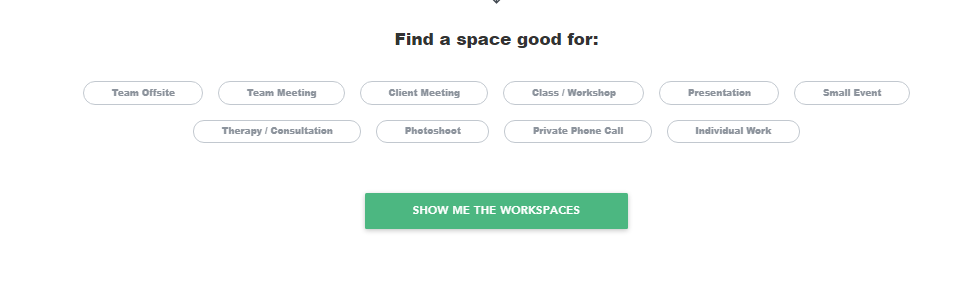 Find a space good for:
Team Offsite Team Meeting Client Meeting Class / Workshop Presentation Small Event
Therapy / Consultation Photoshoot Private Phone Call Individual Work
SHOW ME THE WORKSPACES